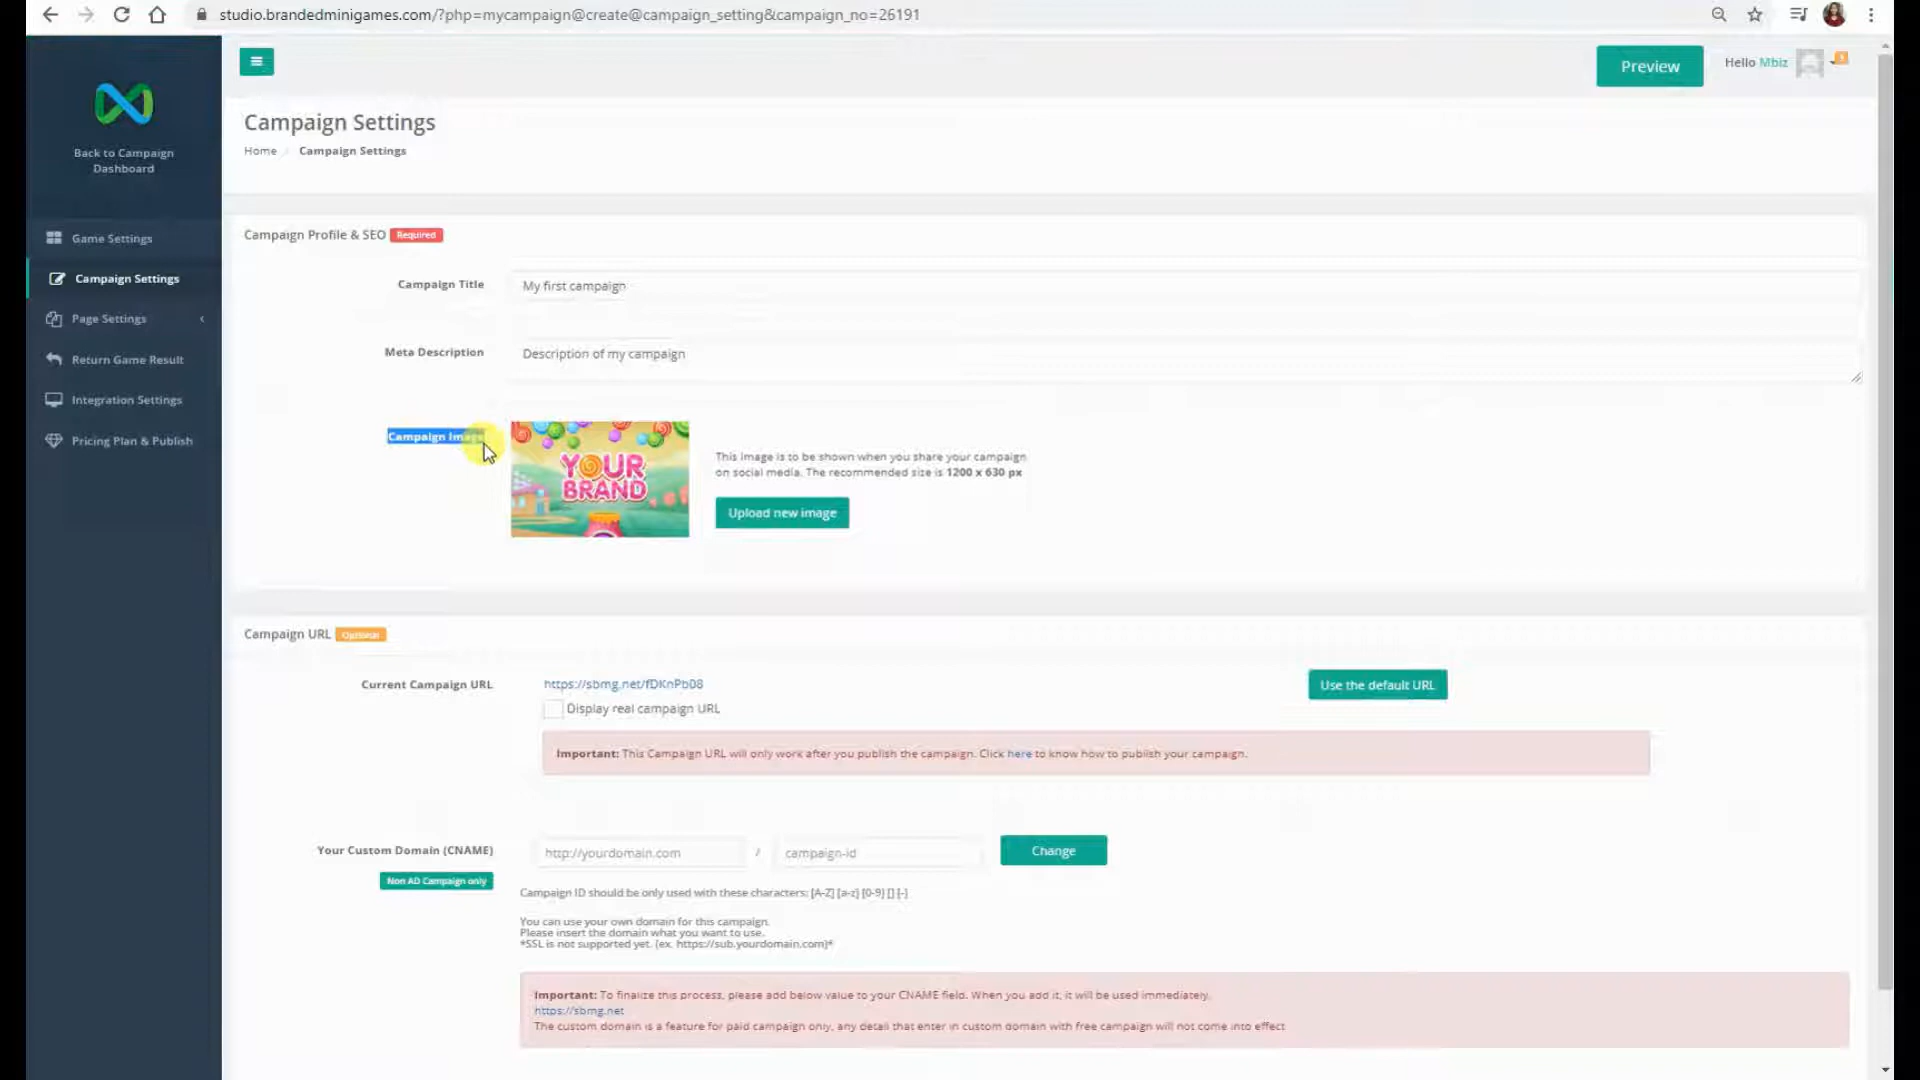 studio.brandedminigames.com/?php=mycampaign@create@campaign_setting&campaign_no=26191
Preview
Hello Mbiz
Back to Campaign
Dashboard
Game Settings
Campaign Settings
Page Settings
Return Game Result
Integration Settings
Pricing Plan & Publish
Campaign Settings
Home / Campaign Settings
Campaign Profile & SEO Required
Campaign Title
My first campaign
Meta Description
Description of my campaign
Campaign Image
YOUR
BRAND
This image is to be shown when you share your campaign
on social media. The recommended size is 1200 x 630 px
Upload new image
Campaign URL Optional
Current Campaign URL
https://sbmg.net/fDKnPb08
Use the default URL
Display real campaign URL
Important: This Campaign URL will only work after you publish the campaign. Click here to know how to publish your campaign.
Your Custom Domain (CNAME)
http://yourdomain.com / campaign-id
Change
Non AD Campaign only
Campaign ID should be only used with these characters: [A-Z] [a-z] [0-9] [] [-]
You can use your own domain for this campaign.
Please insert the domain what you want to use.
*SSL is not supported yet. (ex. https://sub.yourdomain.com)*
Important: To finalize this process, please add below value to your CNAME field. When you add it, it will be used immediately.
https://sbmg.net
The custom domain is a feature for paid campaign only, any detail that enter in custom domain with free campaign will not come into effect